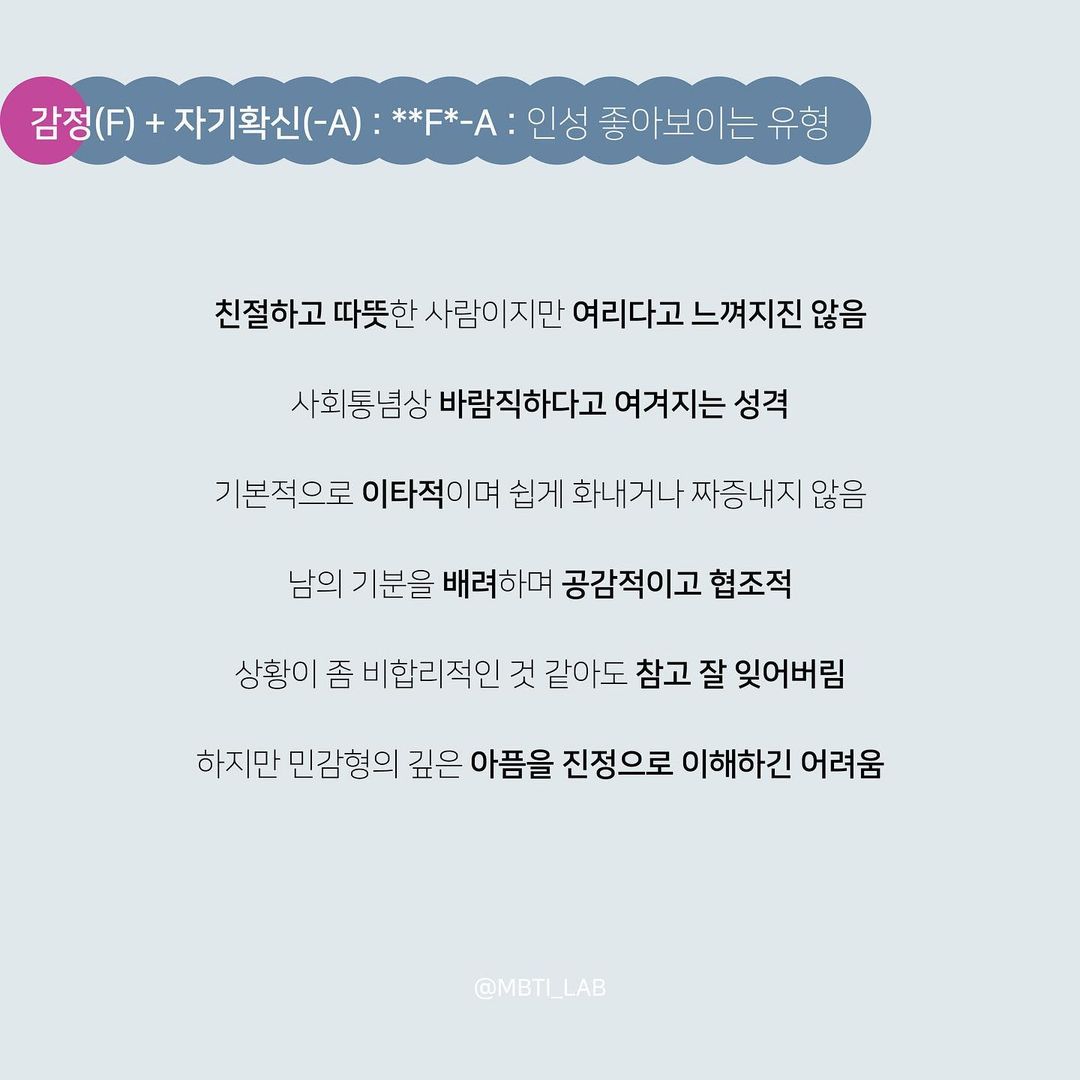 감정(F) + 자기확신(-A) : **F*-A : 인성 좋아보이는 유형
친절하고 따뜻한 사람이지만 여리다고 느껴지진 않음
사회통념상 바람직하다고 여겨지는 성격
기본적으로 이타적이며 쉽게 화내거나 짜증내지 않음
남의 기분을 배려하며 공감적이고 협조적
상황이 좀 비합리적인 것 같아도 참고 잘 잊어버림
하지만 민감형의 깊은 아픔을 진정으로 이해하긴 어려움
@MBTI_LAB